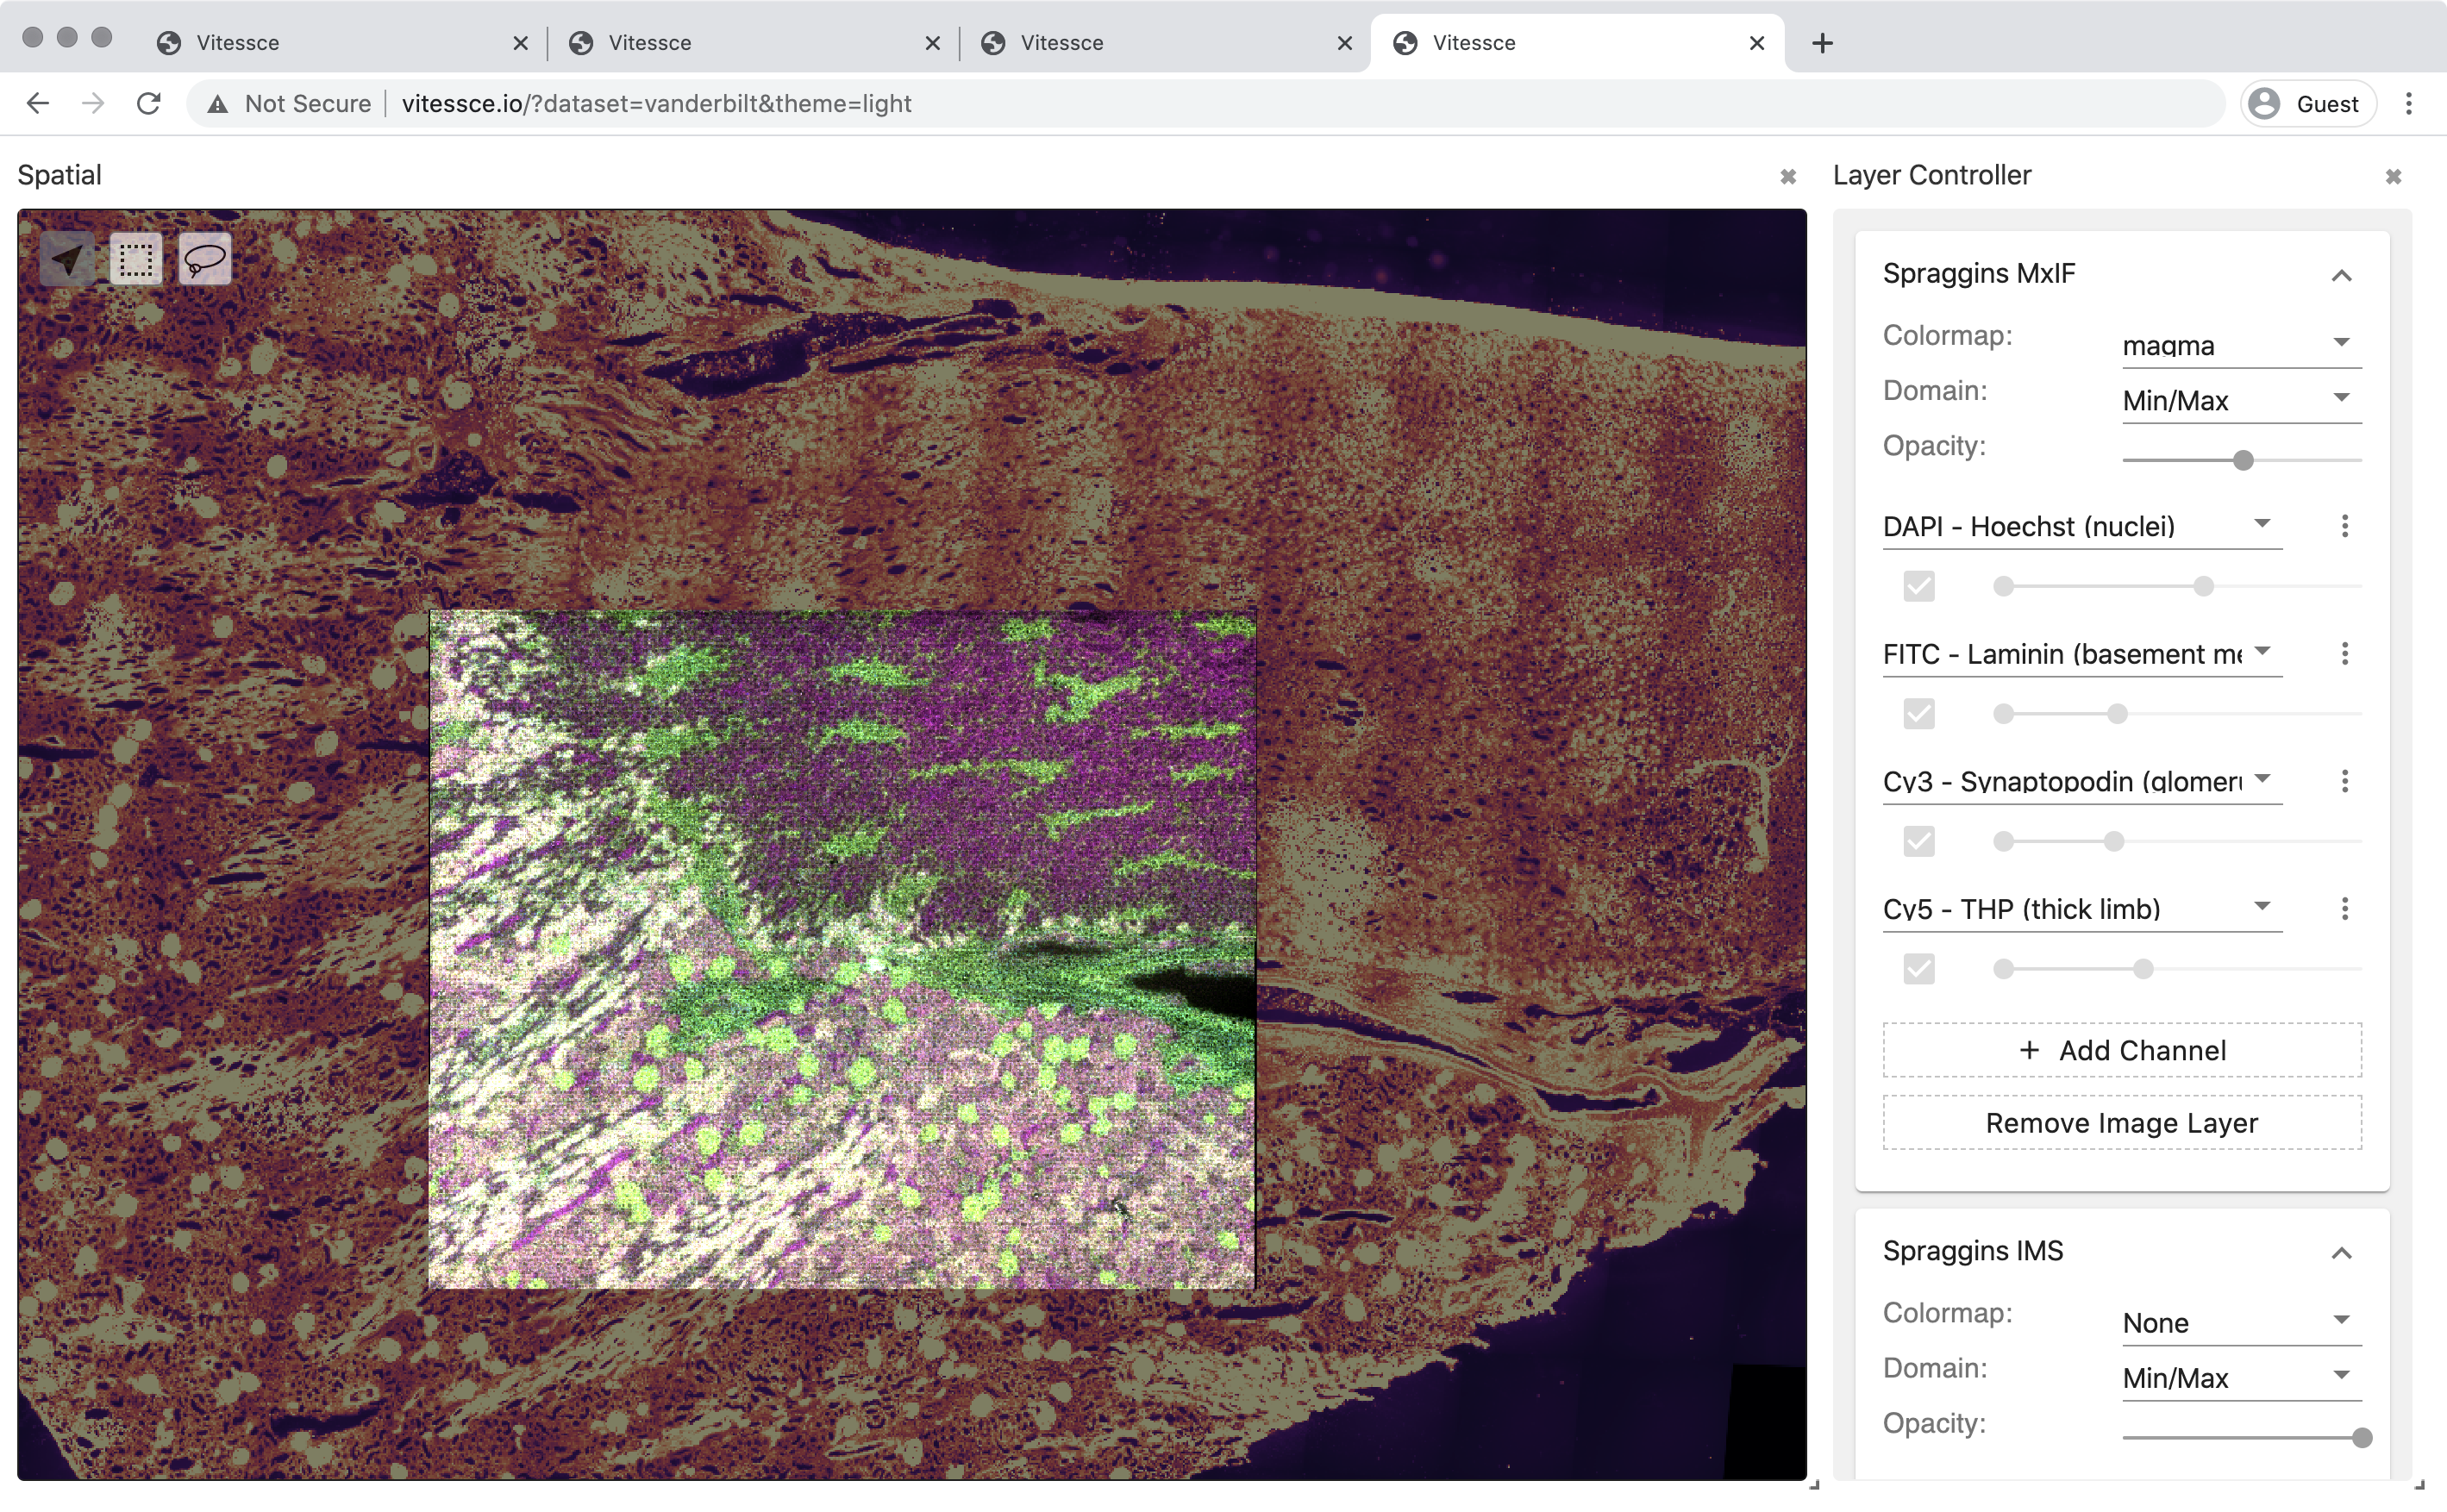 Vitessce
Vitessce
Vitessce
Vitessce
Not Secure
vitessce.io/?dataset=vanderbilt&theme=light
Guest
Spatial
Layer Controller
Spraggins MxIF
Colormap:
magma
Domain:
Min/Max
Opacity:
DAPI - Hoechst (nuclei)
FITC - Laminin (basement me
Cy3 - Synaptopodin (glomeru
Cy5 - THP (thick limb)
+ Add Channel
Remove Image Layer
Spraggins IMS
Colormap:
None
Domain:
Min/Max
Opacity: